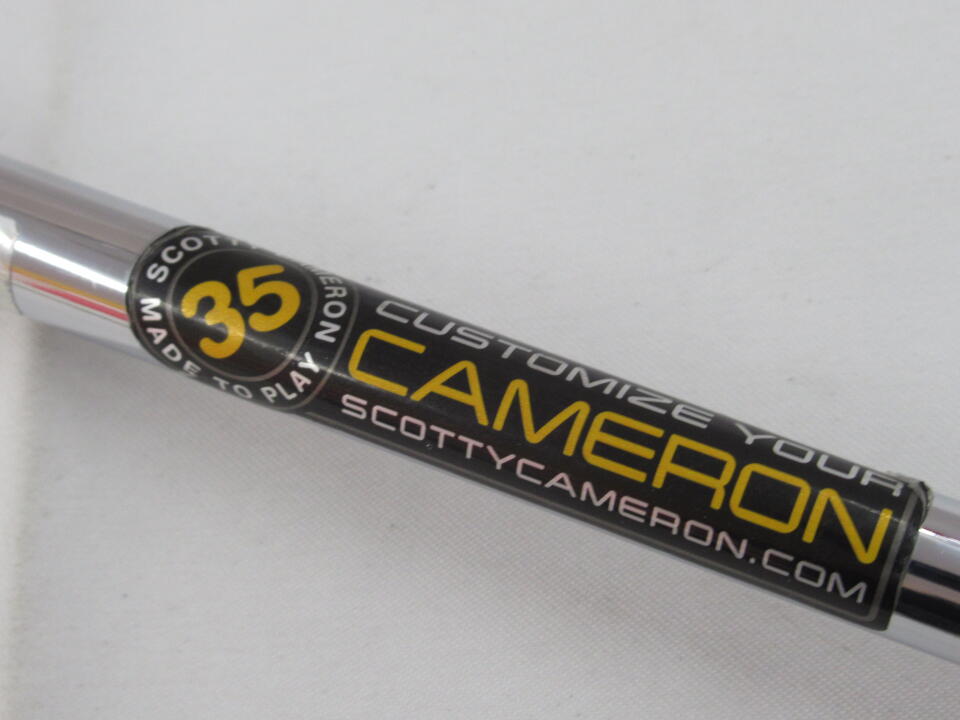 SCOTTY CAMERON
35
MADE TO PLAY
CUSTOMIZE YOUR
CAMERON
SCOTTYCAMERON.COM